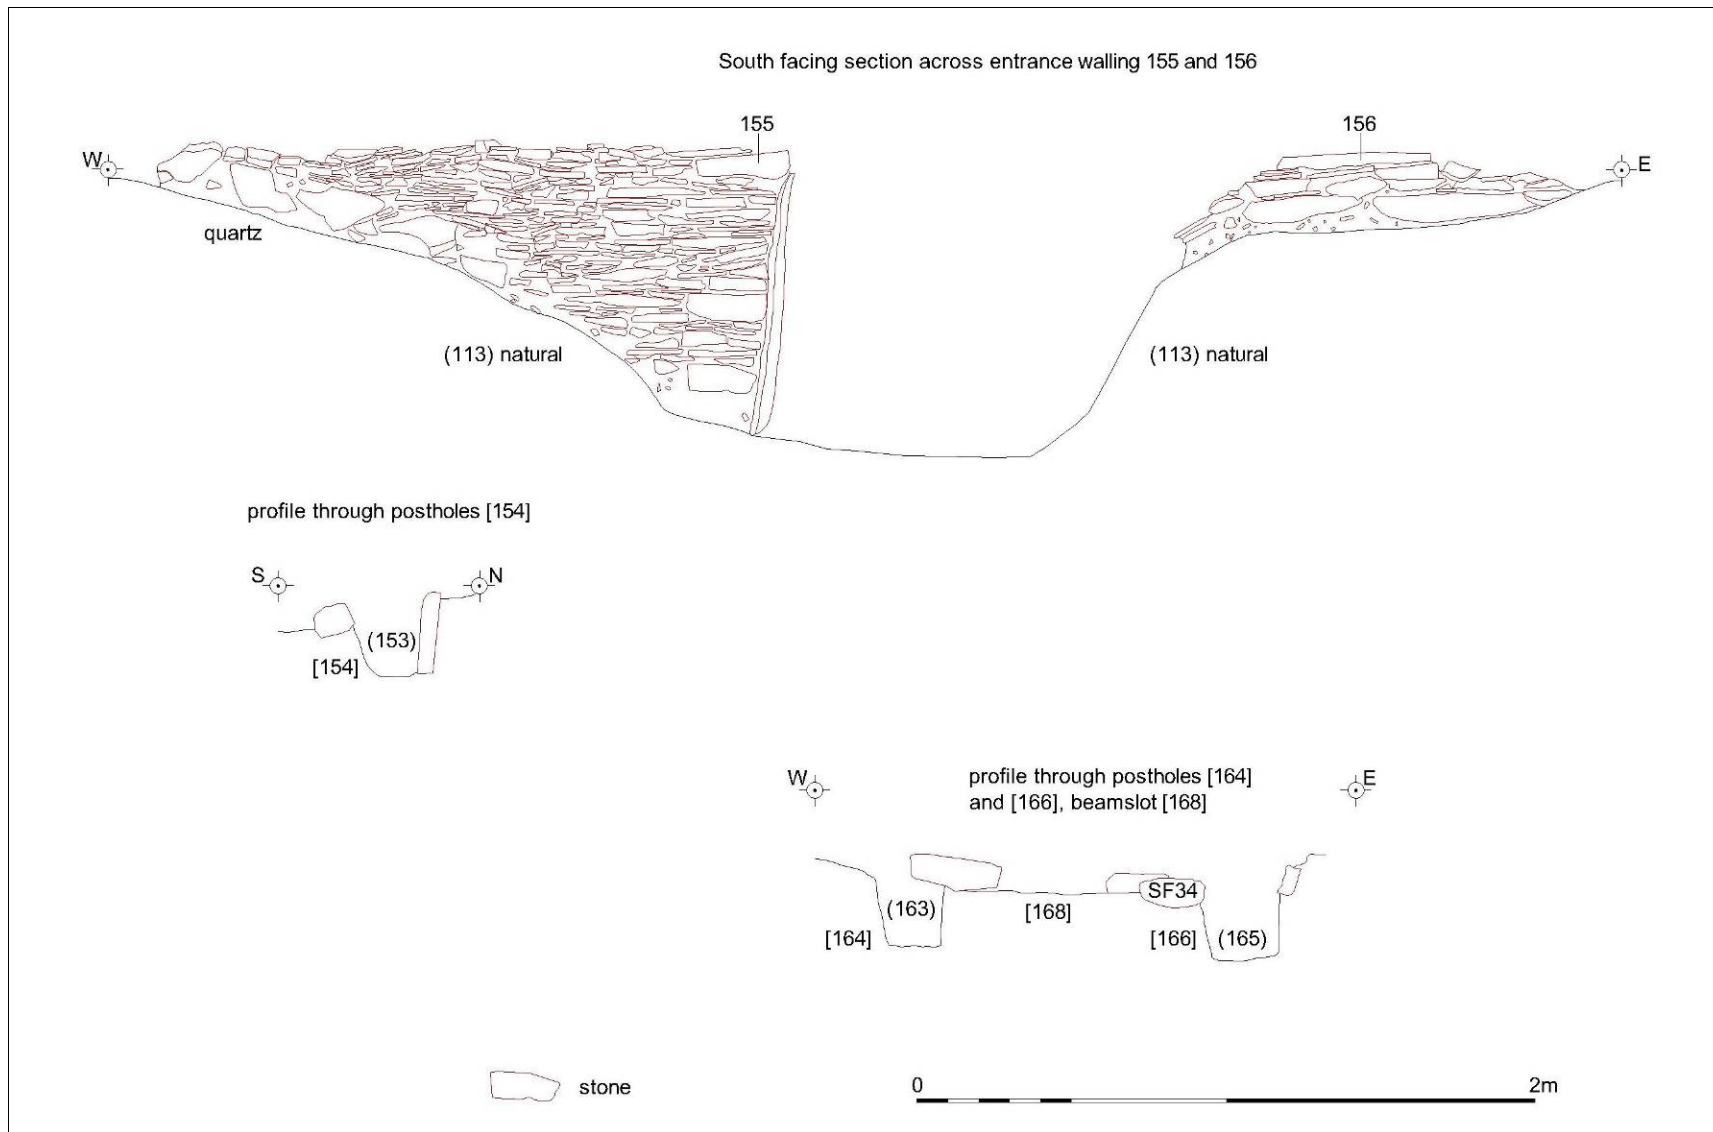 South facing section across entrance walling 155 and 156
155
156
W
E
quartz
(113) natural
(113) natural
profile through postholes [154]
S
N
(153)
[154]
W
E
profile through postholes [164]
and [166], beamslot [168]
SF34
(163)
[168]
[164]
[166]
(165)
stone
0
2m